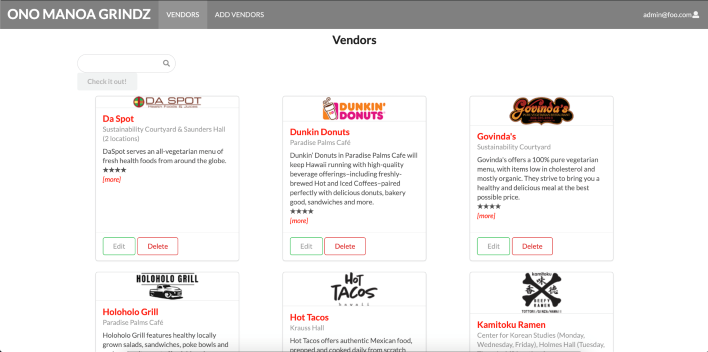 ONO MANOA GRINDZ VENDORS ADD VENDORS admin@foo.com
Vendors
Check it out!
DA SPOT
Da Spot
Sustainability Courtyard & Saunders Hall
(2 locations)
DaSpot serves an all-vegetarian menu of
fresh health foods from around the globe.
★★★★
[more]
Edit Delete
DUNKIN'
DONUTS
Dunkin Donuts
Paradise Palms Café
Dunkin' Donuts in Paradise Palms Cafe will
keep Hawaii running with high-quality
beverage offerings–including freshly-
brewed Hot and Iced Coffees–paired
perfectly with delicious donuts, bakery
good, sandwiches and more.
★★★★
[more]
Edit Delete
Govinda's
Govinda's
Sustainability Courtyard
Govinda's offers a 100% pure vegetarian
menu, with items low in cholesterol and
mostly organic. They strive to bring you a
healthy and delicious meal at the best
possible price.
★★★★
[more]
Edit Delete
HOLOHOLO GRILL
Holoholo Grill
Paradise Palms Café
Holoholo Grill features healthy locally
grown salads, sandwiches, poke bowls and
HOT
TACOS
hawaii
Hot Tacos
Krauss Hall
Hot Tacos offers authentic Mexican food,
prepped and cooked daily from scratch
kamitoku
BEEFY
RAMEN
Kamitoku Ramen
Center for Korean Studies (Monday,
Wednesday, Friday), Holmes Hall (Tuesday,